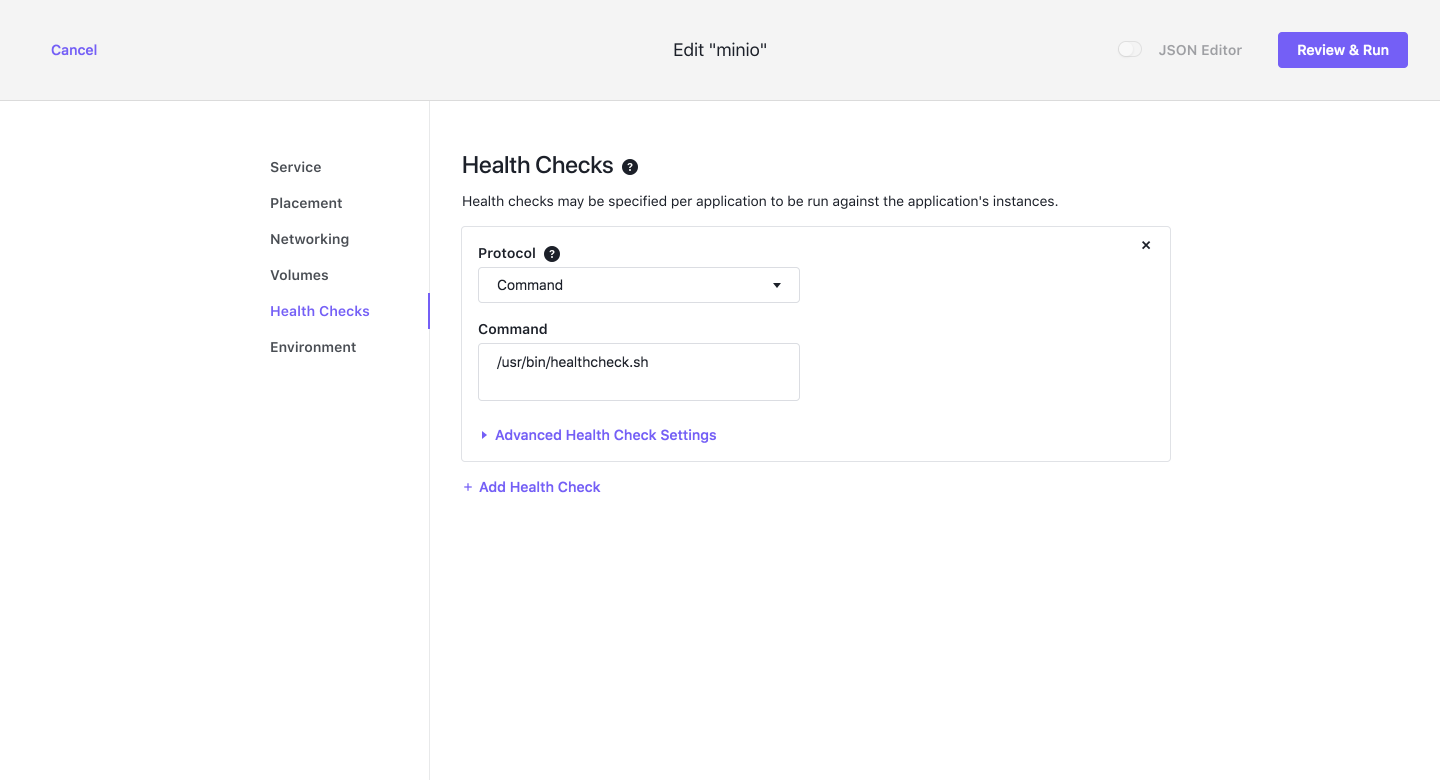 Cancel
Edit "minio"
JSON Editor
Review & Run
Service
Placement
Networking
Volumes
Health Checks
Environment
Health Checks ?
Health checks may be specified per application to be run against the application's instances.
Protocol ?
Command
Command
/usr/bin/healthcheck.sh
Advanced Health Check Settings
+ Add Health Check